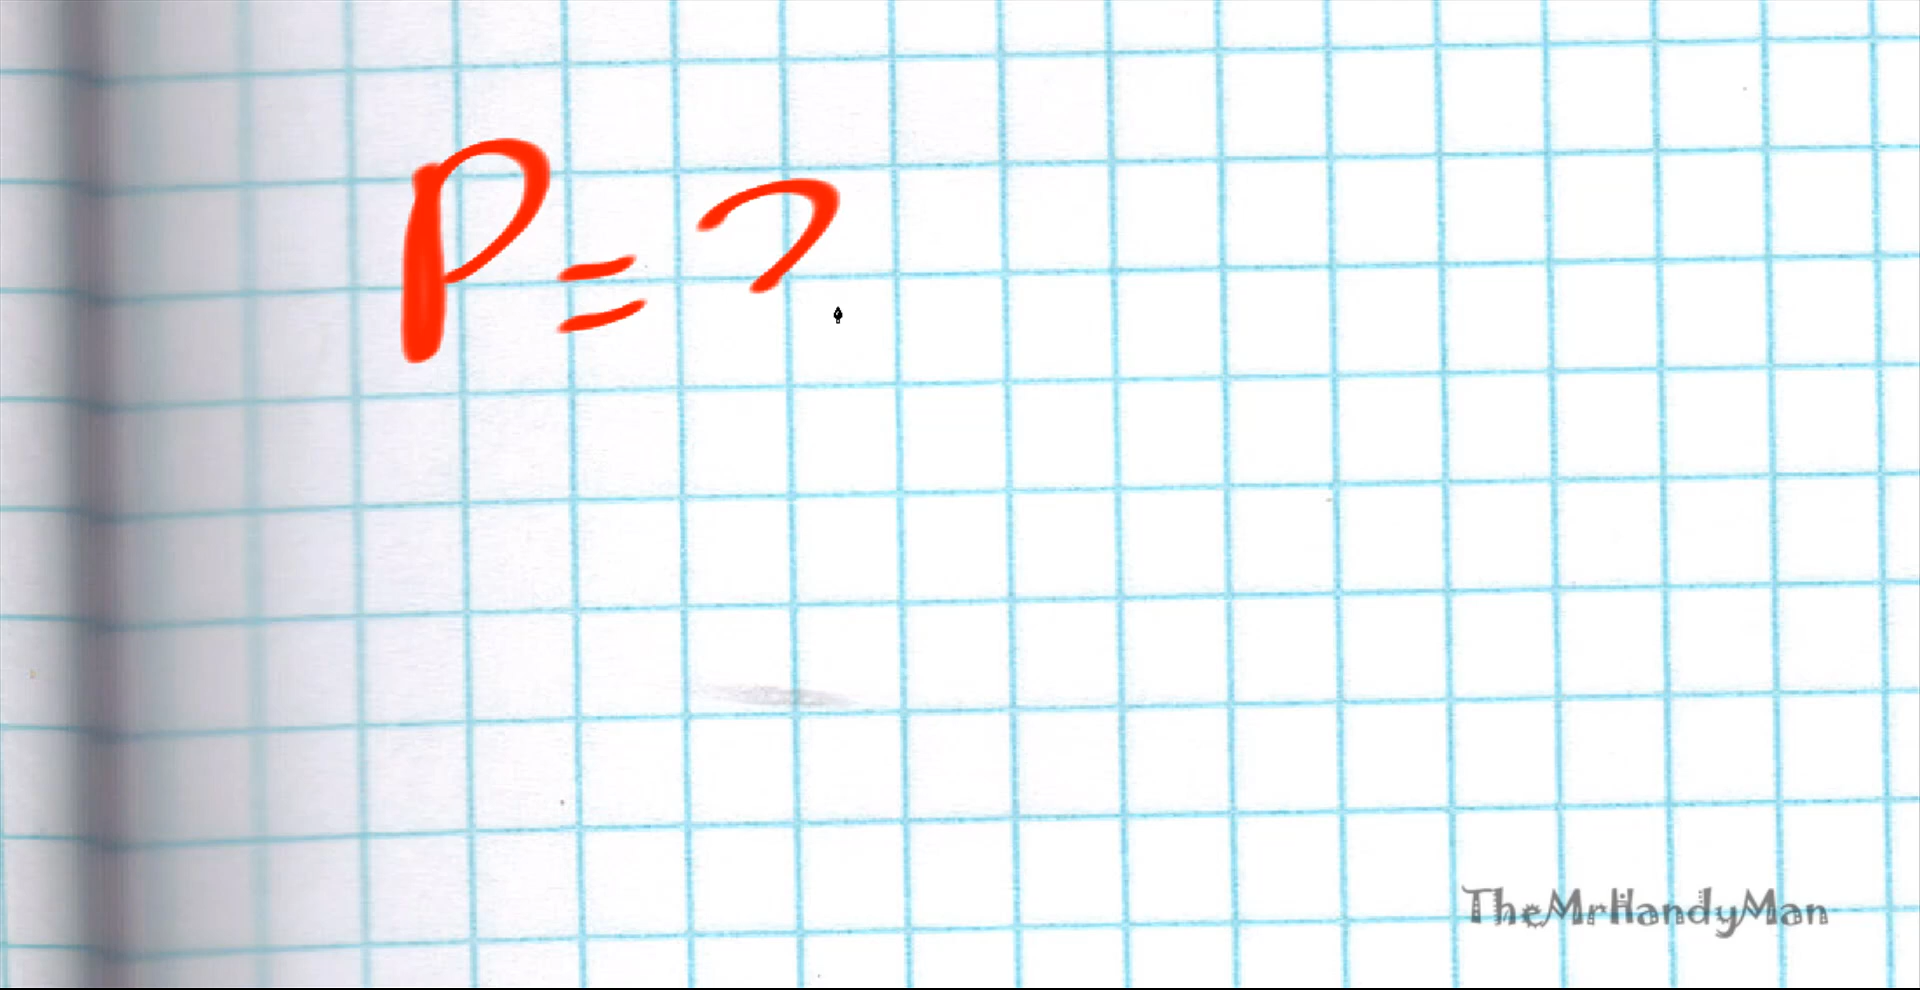 P = ?
TheMrHandyMan